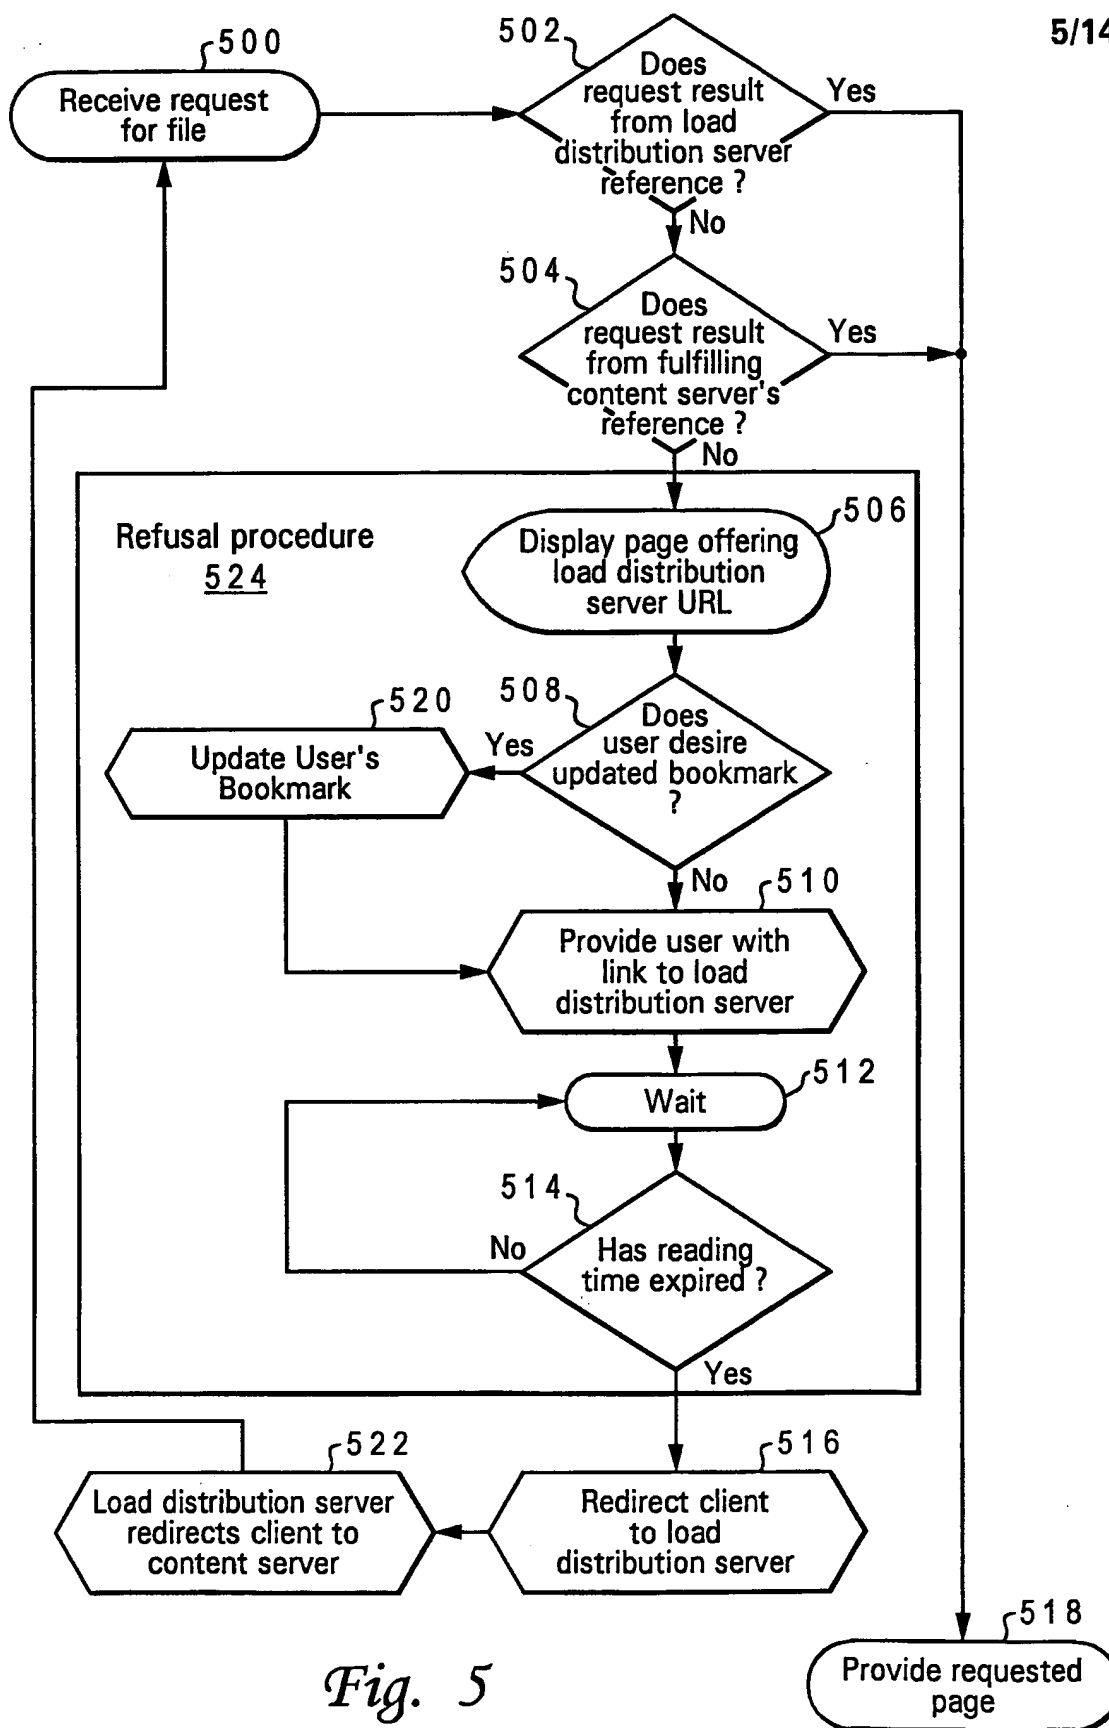 5/14
500
Receive request
for file
502
Does
request result
from load
distribution server
reference ?
Yes
No
504
Does
request result
from fulfilling
content server's
reference ?
Yes
No
Refusal procedure
524
506
Display page offering
load distribution
server URL
508
Does
user desire
updated bookmark
?
Yes
No
520
Update User's
Bookmark
510
Provide user with
link to load
distribution server
512
Wait
514
Has reading
time expired ?
No
Yes
516
Redirect client
to load
distribution server
522
Load distribution server
redirects client to
content server
518
Provide requested
page
Fig. 5